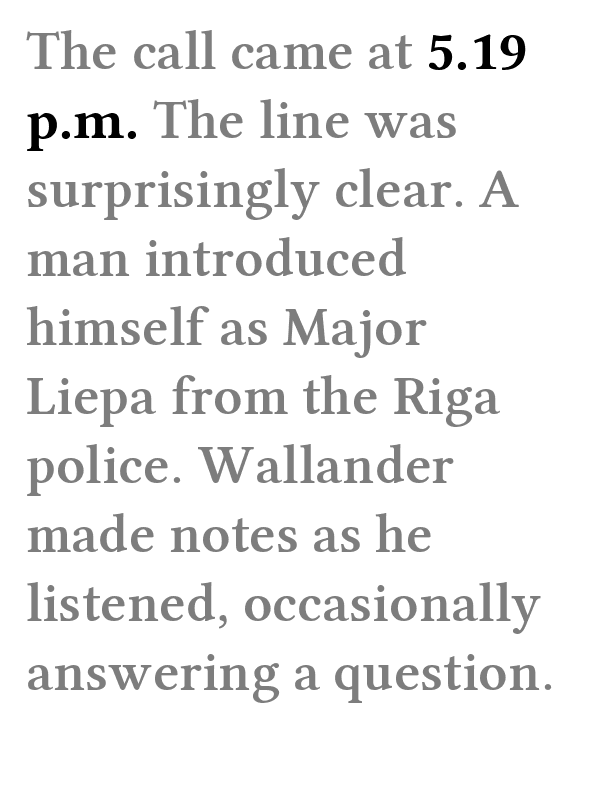 The call came at 5.19
p.m. The line was
surprisingly clear. A
man introduced
himself as Major
Liepa from the Riga
police. Wallander
made notes as he
listened, occasionally
answering a question.